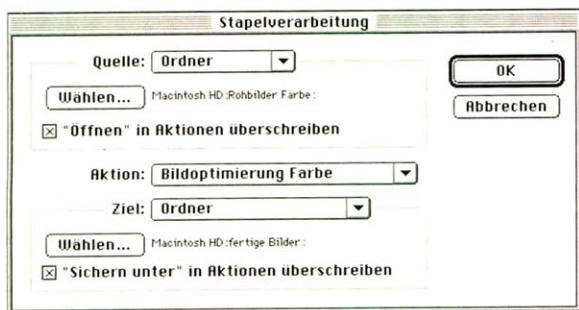 Stapelverarbeitung
Quelle: Ordner
Wählen... Macintosh HD :Rohbilder Farbe :
"Öffnen" in Aktionen überschreiben
Aktion: Bildoptimierung Farbe
Ziel: Ordner
Wählen... Macintosh HD :fertige Bilder :
"Sichern unter" in Aktionen überschreiben
OK
Abbrechen